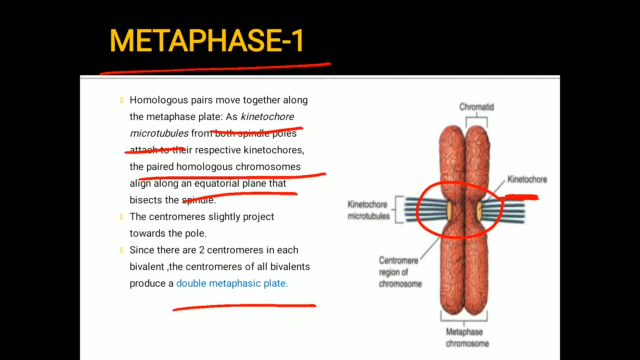 METAPHASE-1
Homologous pairs move together along
the metaphase plate: As kinetochore
microtubules from both spindle poles
attach to their respective kinetochores,
the paired homologous chromosomes
align along an equatorial plane that
bisects the spindle.
The centromeres slightly project
towards the pole.
Since there are 2 centromeres in each
bivalent ,the centromeres of all bivalents
produce a double metaphasic plate.
Chromatid
Kinetochore
Kinetochore
microtubules
Centromere
region of
chromosome
Metaphase
chromosome